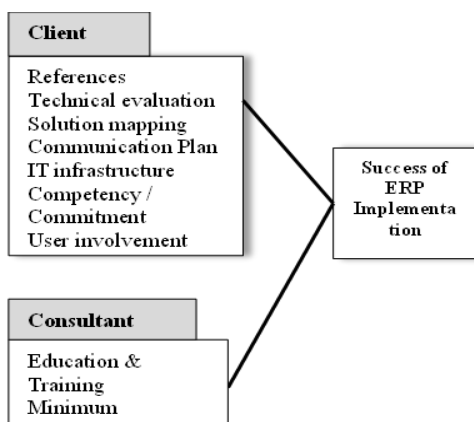 Client
References
Technical evaluation
Solution mapping
Communication Plan
IT infrastructure
Competency /
Commitment
User involvement
Success of
ERP
Implementa
tion
Consultant
Education &
Training
Minimum